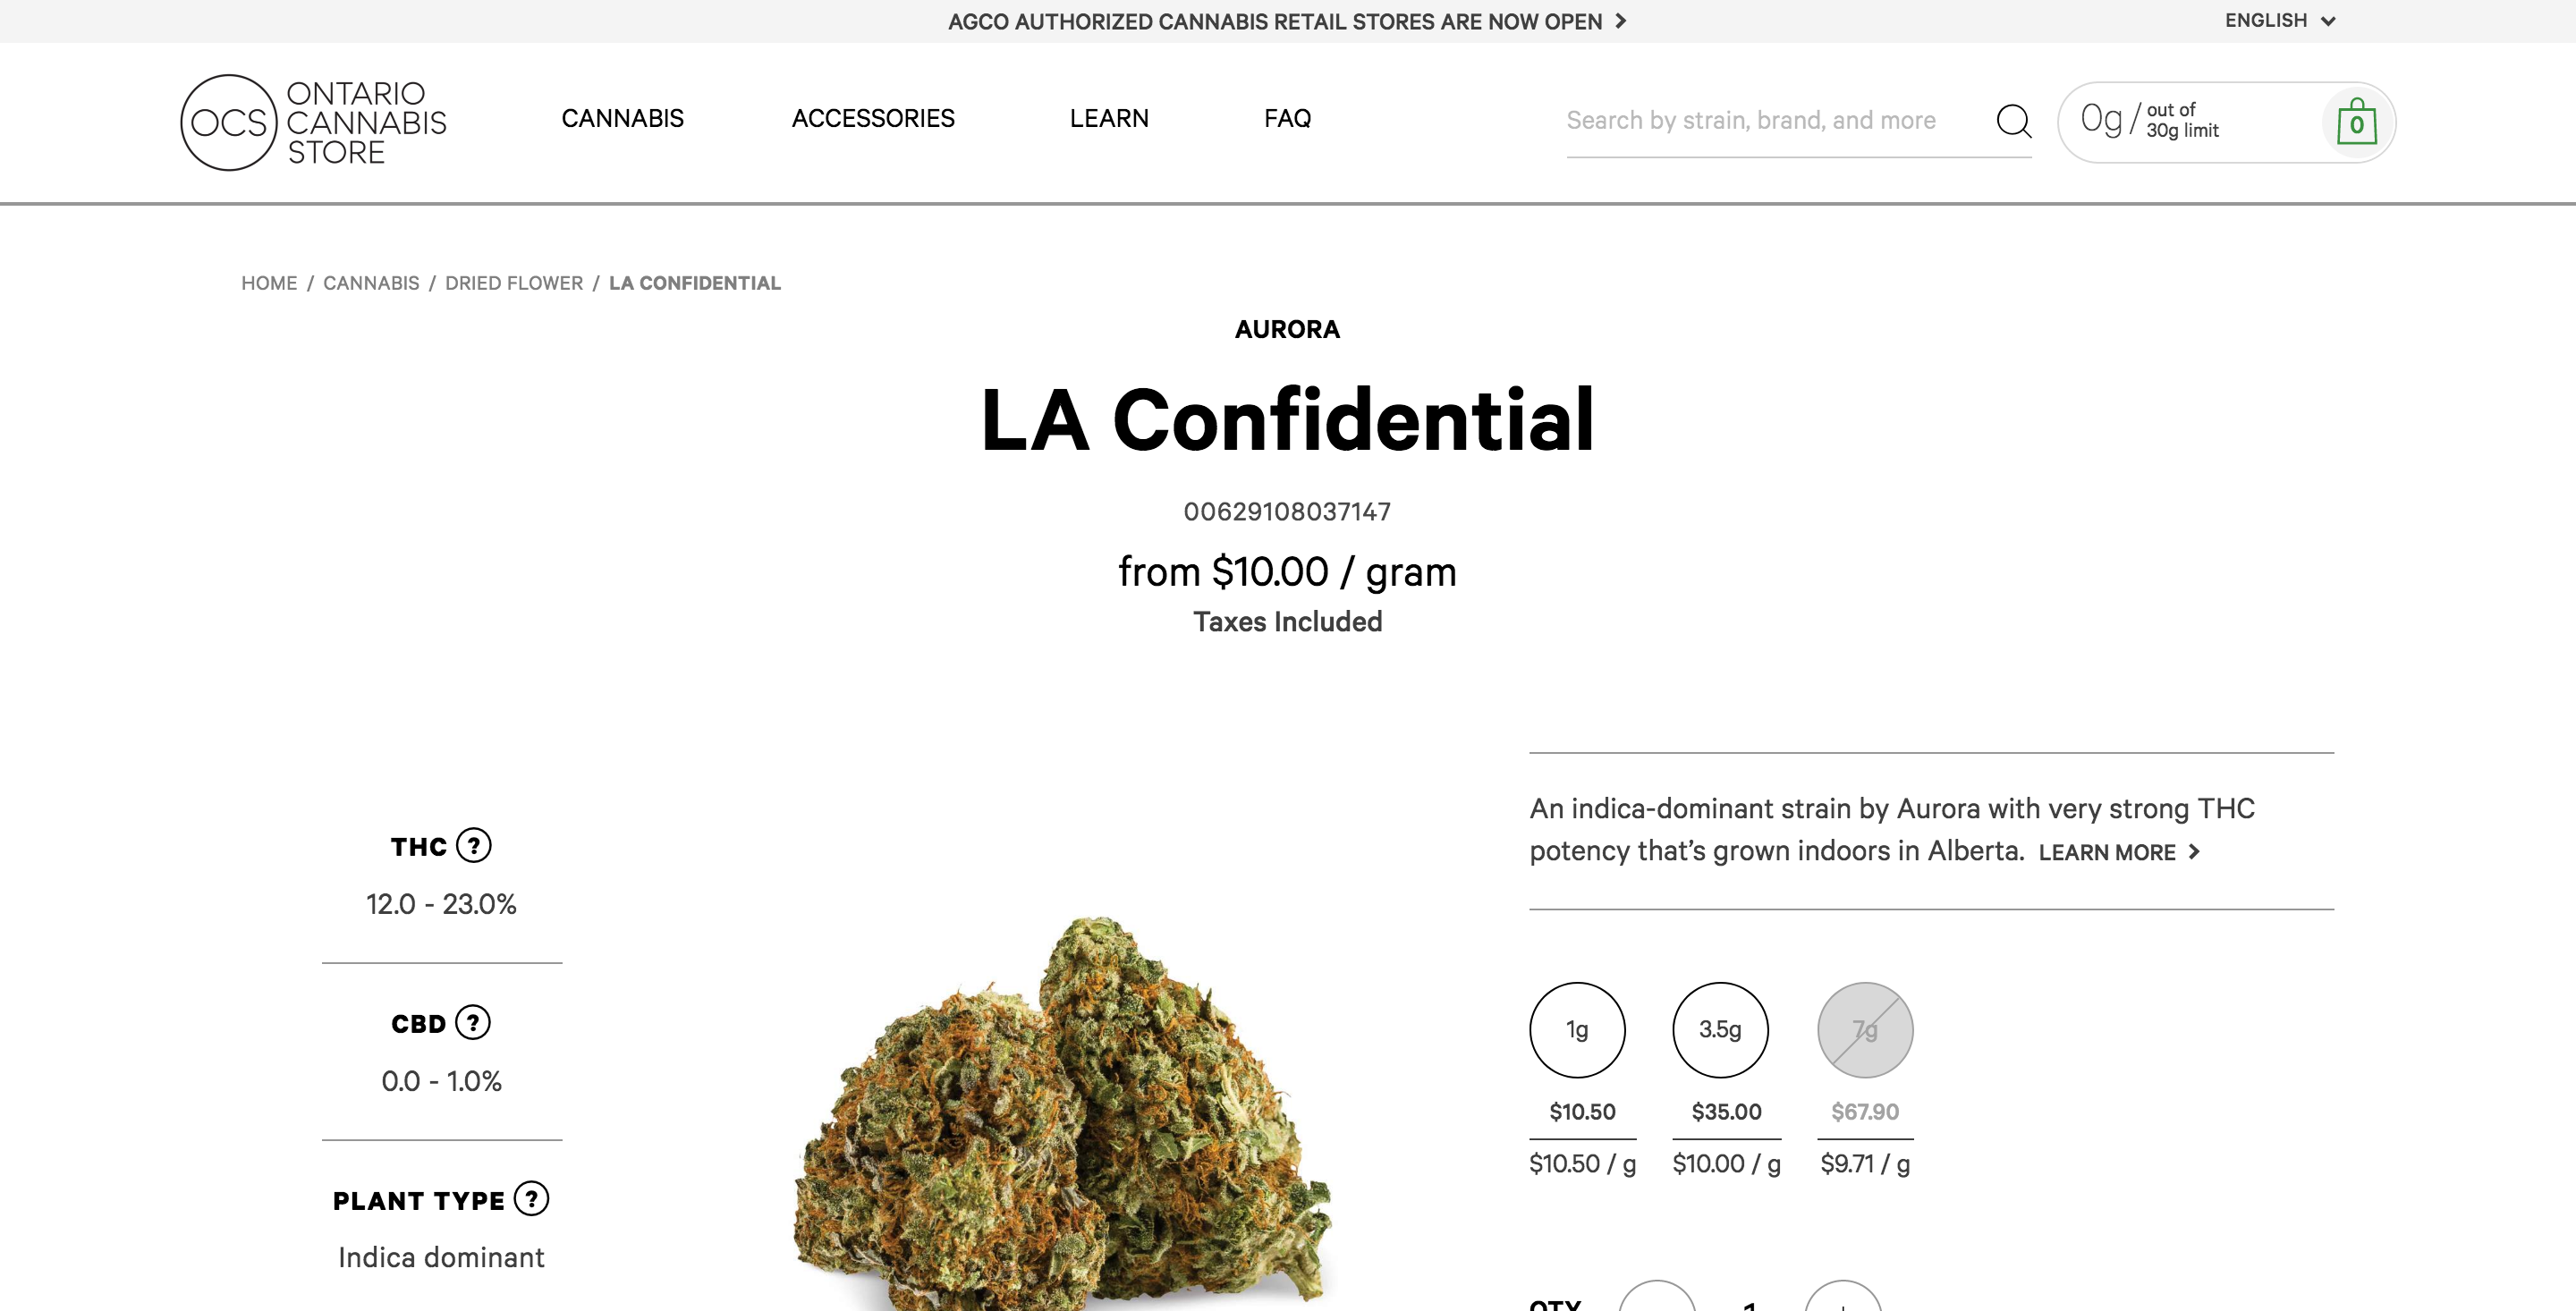 AGCO AUTHORIZED CANNABIS RETAIL STORES ARE NOW OPEN
ENGLISH
OCS
ONTARIO
CANNABIS
STORE
CANNABIS
ACCESSORIES
LEARN
FAQ
Search by strain, brand, and more
0g / out of
30g limit
0
HOME / CANNABIS / DRIED FLOWER / LA CONFIDENTIAL
AURORA
LA Confidential
00629108037147
from $10.00 / gram
Taxes Included
THC ?
12.0 - 23.0%
CBD ?
0.0 - 1.0%
PLANT TYPE ?
Indica dominant
An indica-dominant strain by Aurora with very strong THC
potency that’s grown indoors in Alberta. LEARN MORE
1g 3.5g 7g
$10.50 $35.00 $67.90
$10.50 / g $10.00 / g $9.71 / g
QTY 1